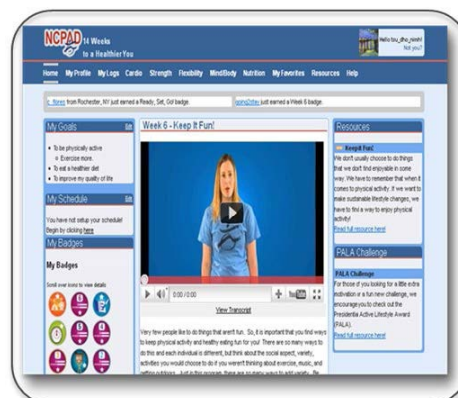 NCPAD 14 Weeks
to a Healthier You
Hello
Not you?
Home My Profile My Logs Cardio Strength Flexibility Mind/Body Nutrition My Favorites Resources Help
from Rochester, NY just earned a Ready, Set, Go! badge.
just earned a Week 6 badge.
My Goals
Edit
To be physically active
Exercise more.
To eat a healthier diet
To improve my quality of life
My Schedule
Edit
You have not setup your schedule!
Begin by clicking here
My Badges
My Badges
Scroll over icons to view details
Week 6 - Keep It Fun!
0:00 / 0:00
YouTube
View Transcript
Very few people like to do things that aren't fun. So, it is important that you find ways
to keep physical activity and healthy eating fun for you! There are so many ways to
do this and each individual is different, but think about the social aspect, variety,
activities you would choose to do if you weren't thinking about exercise, music, and
Resources
Keep it Fun!
We don't usually choose to do things
that we don't find enjoyable in some
way. We have to remember that when it
comes to physical activity. If we want to
make sustainable lifestyle changes, we
have to find a way to enjoy physical
activity!
Read full resource here!
PALA Challenge
PALA Challenge
For those of you looking for a little extra
motivation or a fun new challenge, we
encourage you to check out the
Presidential Active Lifestyle Award
(PALA).
Read full resource here!